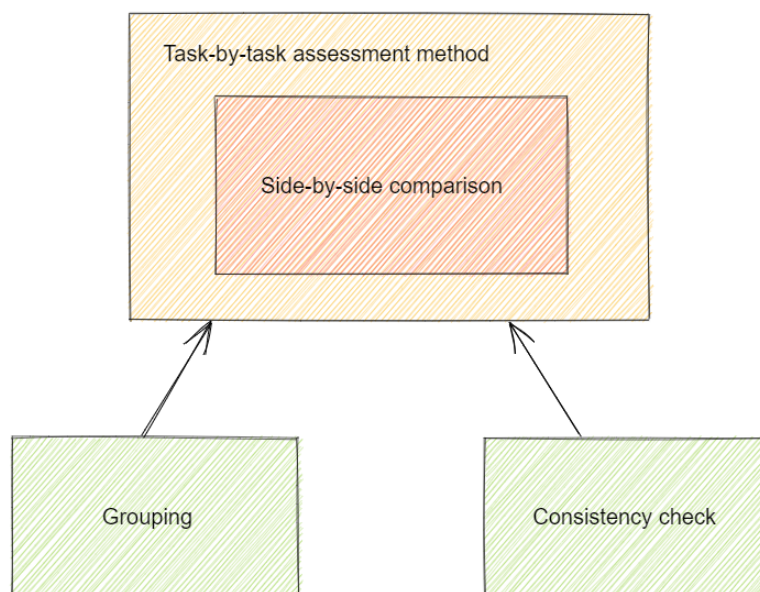 Task-by-task assessment method
Side-by-side comparison
Grouping
Consistency check